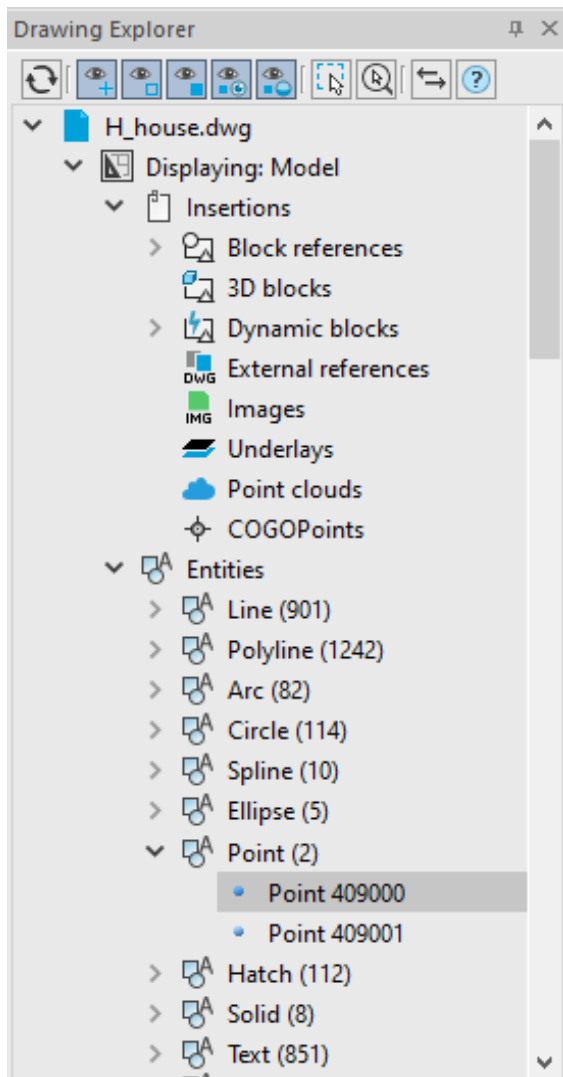 Drawing Explorer
H_house.dwg
Displaying: Model
Insertions
Block references
3D blocks
Dynamic blocks
DWG External references
IMG Images
Underlays
Point clouds
COGOPoints
Entities
A Line (901)
A Polyline (1242)
A Arc (82)
A Circle (114)
A Spline (10)
A Ellipse (5)
A Point (2)
Point 409000
Point 409001
A Hatch (112)
A Solid (8)
A Text (851)